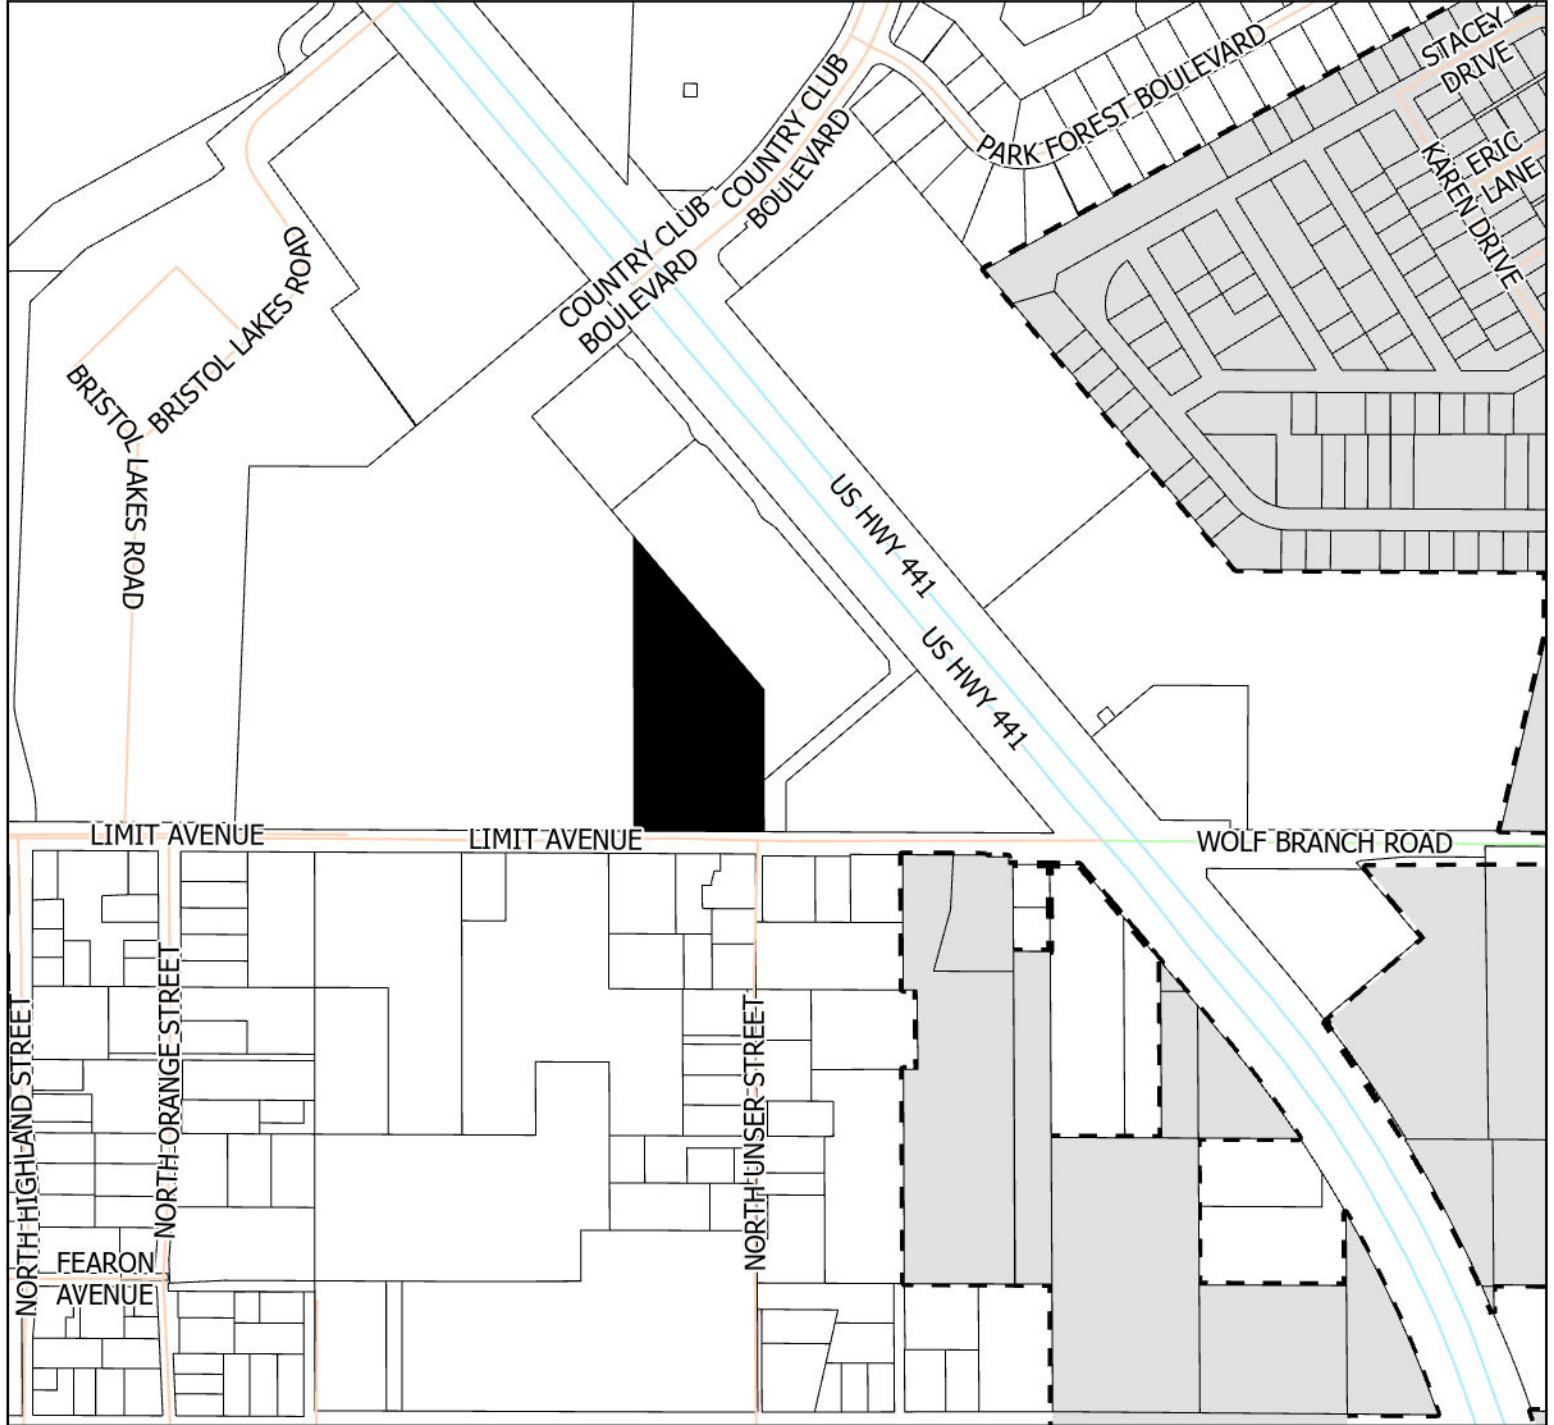 STACEY
DRIVE
PARK FOREST BOULEVARD
COUNTRY CLUB
BOULEVARD
ERIC
LANE
KAREN DRIVE
COUNTRY CLUB
BOULEVARD
BRISTOL LAKES ROAD
BRISTOL LAKES ROAD
US HWY 441
US HWY 441
LIMIT AVENUE
LIMIT AVENUE
WOLF BRANCH ROAD
NORTH HIGHLAND STREET
NORTH ORANGE STREET
NORTH UNSER STREET
FEARON
AVENUE